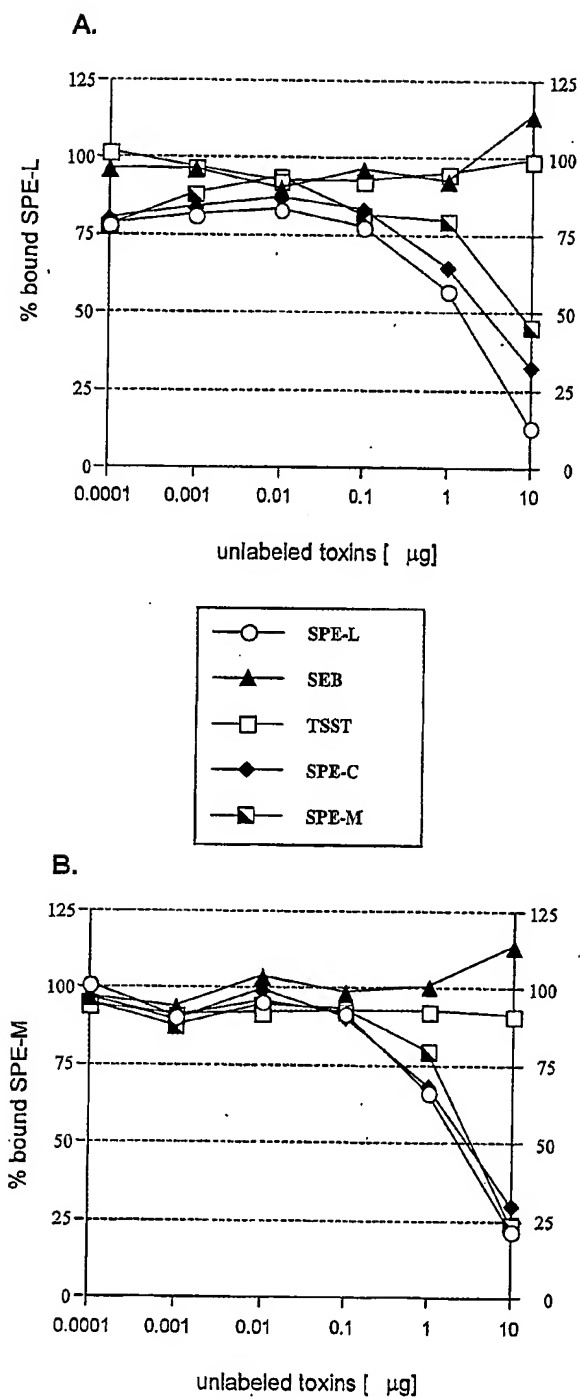 A.
125 125
100 100
75 75
50 50
25 25
0 0
% bound SPE-L
0.0001 0.001 0.01 0.1 1 10
unlabeled toxins [ μg]
SPE-L
SEB
TSST
SPE-C
SPE-M
B.
125 125
100 100
75 75
50 50
25 25
0 0
% bound SPE-M
0.0001 0.001 0.01 0.1 1 10
unlabeled toxins [ μg]